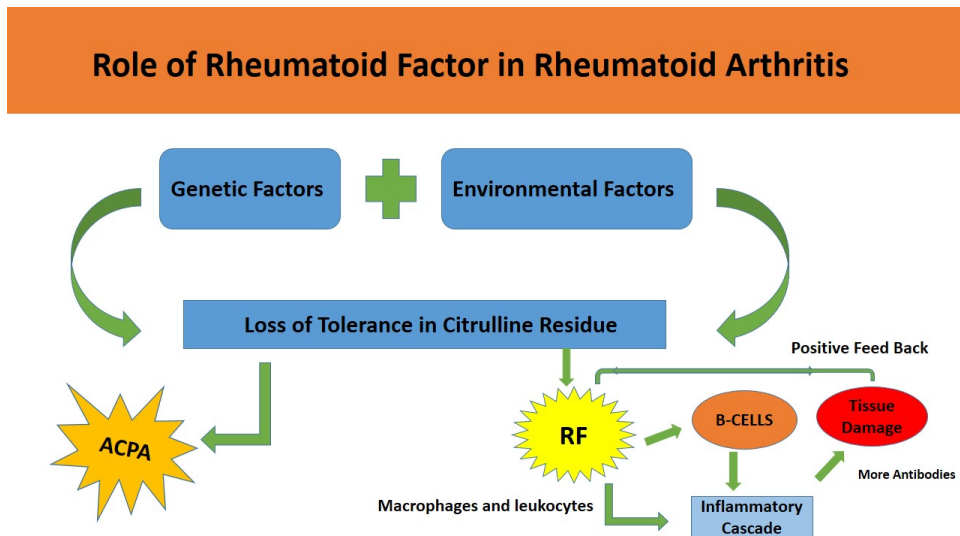 Role of Rheumatoid Factor in Rheumatoid Arthritis
Genetic Factors
Environmental Factors
Loss of Tolerance in Citrulline Residue
Positive Feed Back
ACPA
RF
B-CELLS
Tissue
Damage
More Antibodies
Macrophages and leukocytes
Inflammatory
Cascade